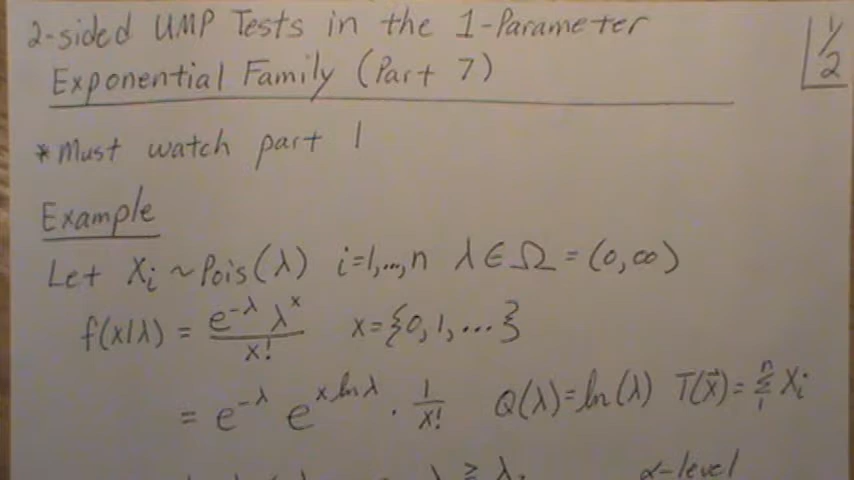 2-sided UMP Tests in the 1-Parameter
Exponential Family (Part 7)
1/2
*Must watch part 1
Example
Let Xᵢ ~ Pois(λ) i=1,...,n λ ∈ Ω = (0,∞)
f(x|λ) = e^{-λ} λ^x / x! x = {0, 1, ...}
= e^{-λ} e^{x ln λ} · 1/x! Q(λ) = ln(λ) T(x⃗) = Σ₁ⁿ Xᵢ
α-level